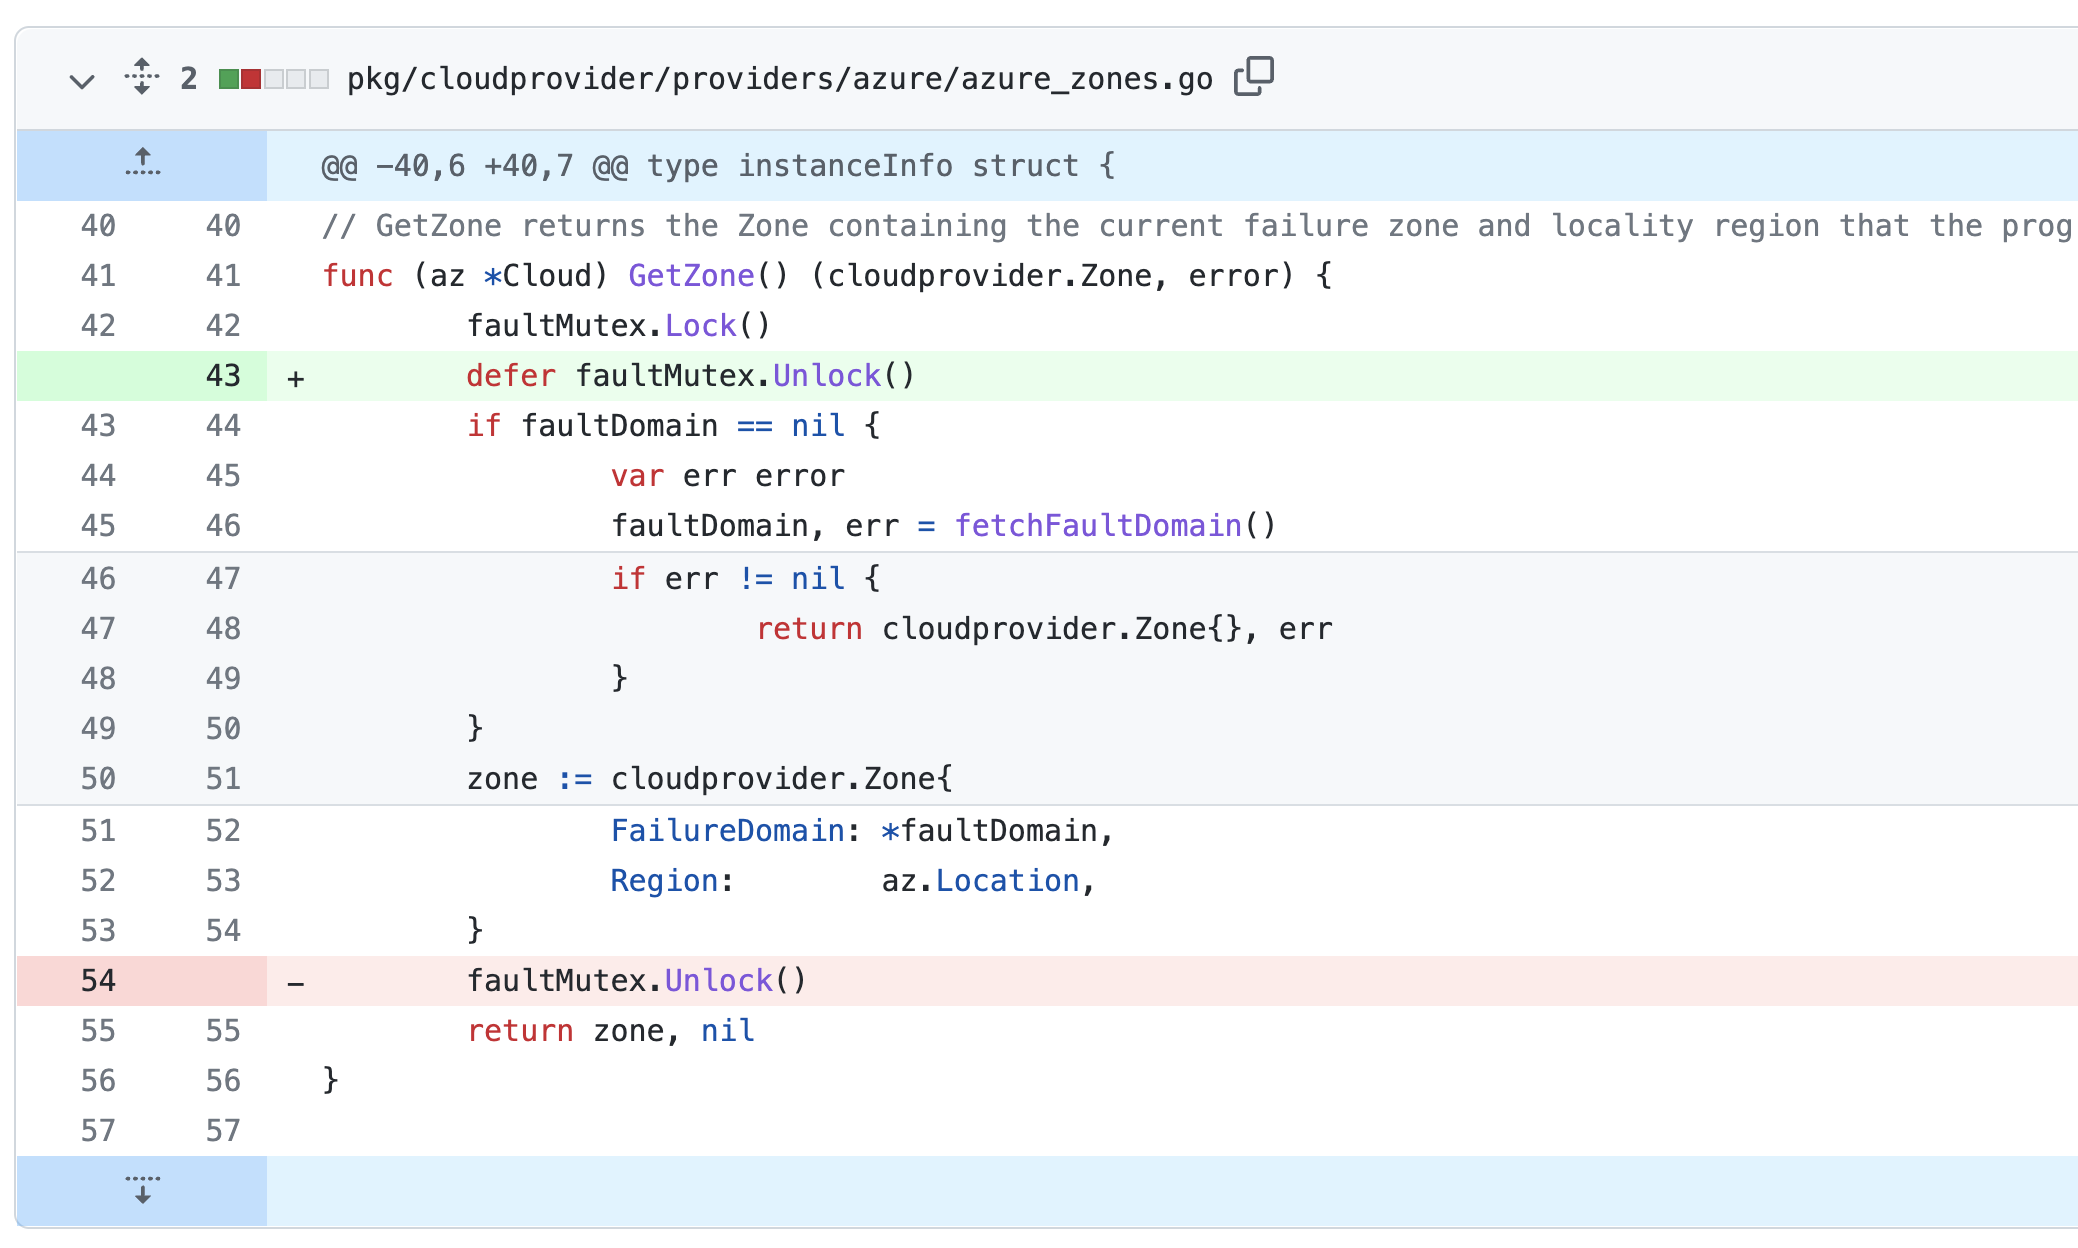 2 pkg/cloudprovider/providers/azure/azure_zones.go
@@ -40,6 +40,7 @@ type instanceInfo struct {
40 40 // GetZone returns the Zone containing the current failure zone and locality region that the prog
41 41 func (az *Cloud) GetZone() (cloudprovider.Zone, error) {
42 42 faultMutex.Lock()
43 + defer faultMutex.Unlock()
43 44 if faultDomain == nil {
44 45 var err error
45 46 faultDomain, err = fetchFaultDomain()
46 47 if err != nil {
47 48 return cloudprovider.Zone{}, err
48 49 }
49 50 }
50 51 zone := cloudprovider.Zone{
51 52 FailureDomain: *faultDomain,
52 53 Region: az.Location,
53 54 }
54 - faultMutex.Unlock()
55 55 return zone, nil
56 56 }
57 57